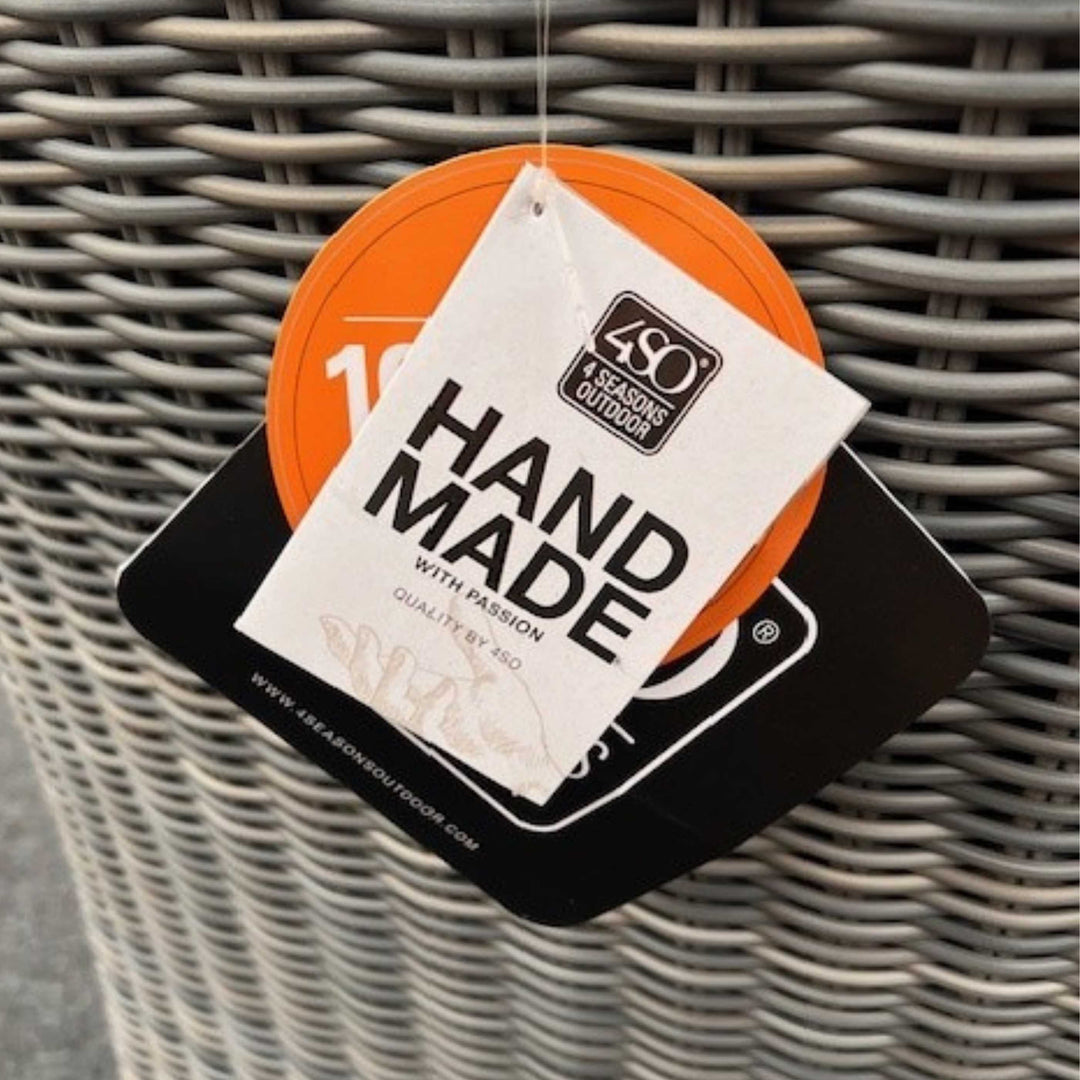 4SO®
4 SEASONS
OUTDOOR
HAND
MADE
WITH PASSION
QUALITY BY 4SO
®
WWW.4SEASONSOUTDOOR.COM